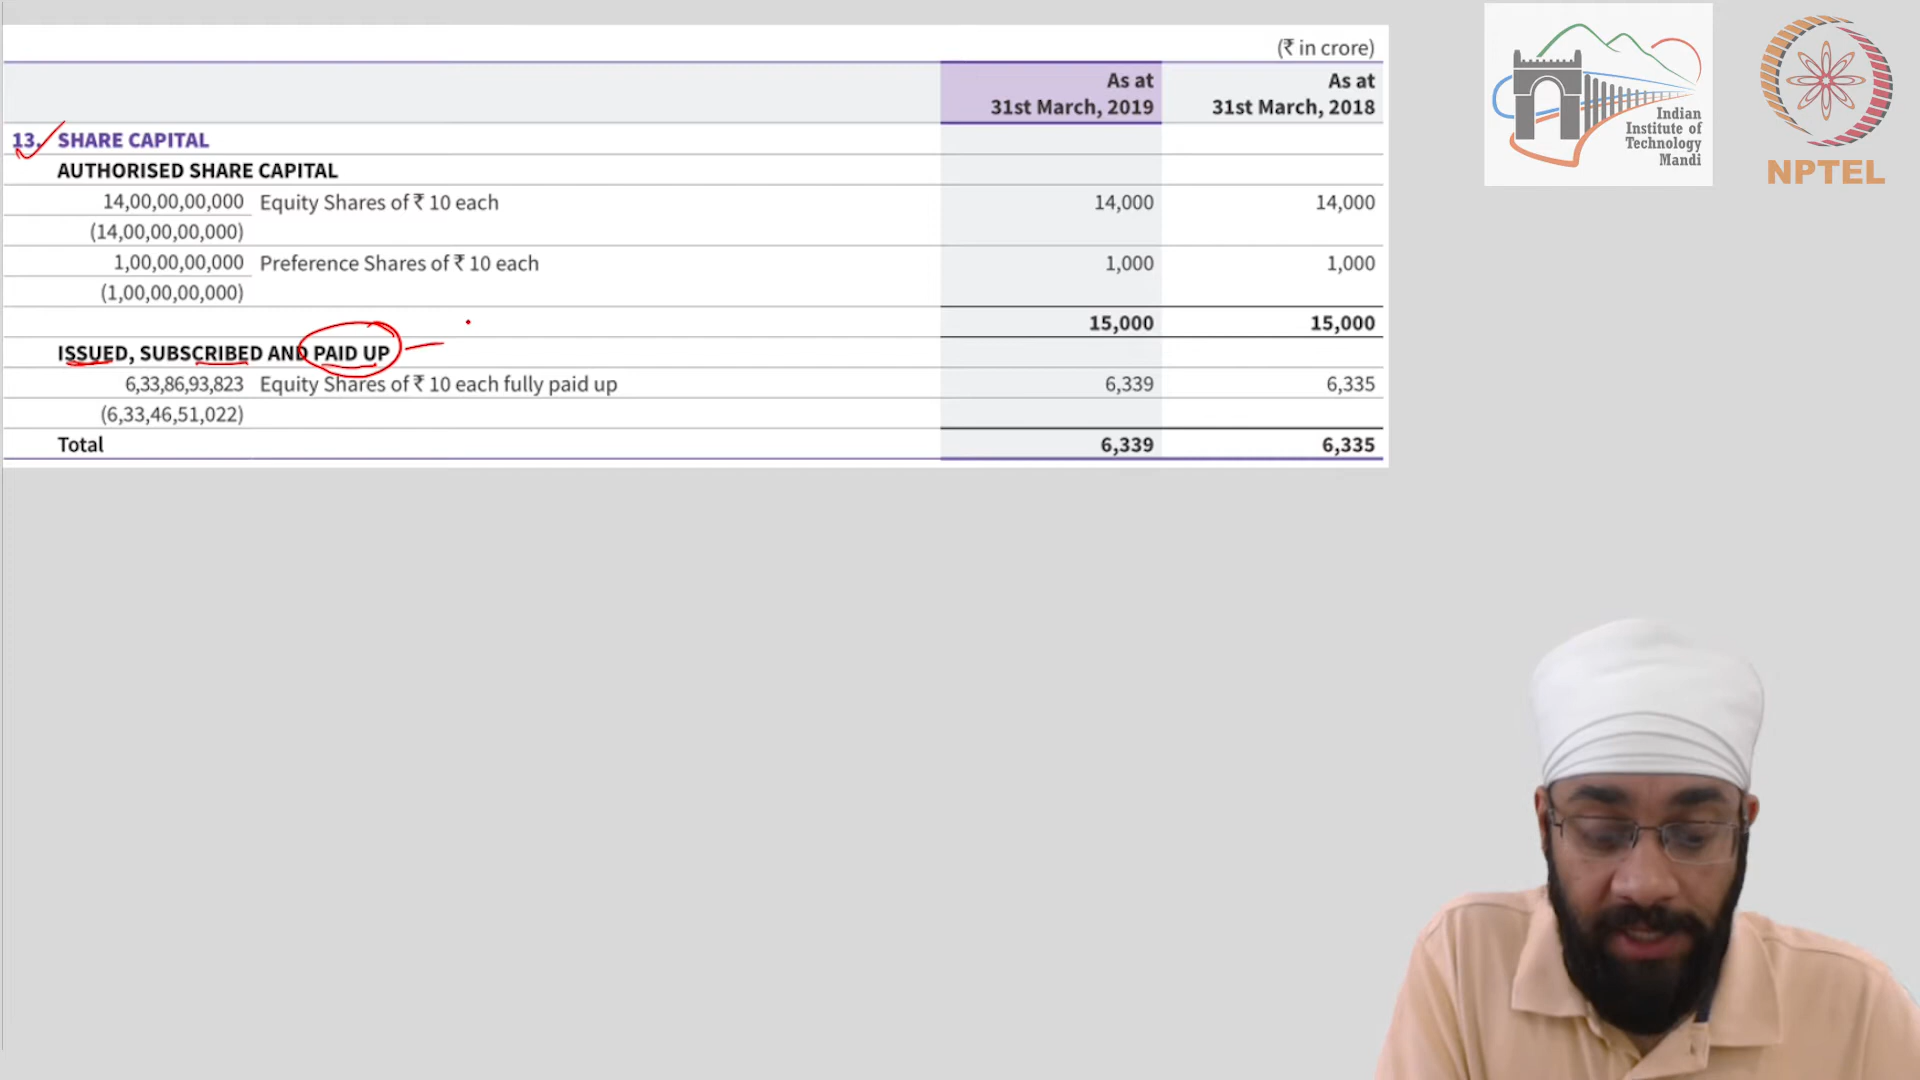 (₹ in crore)
As at
31st March, 2019
As at
31st March, 2018
13. SHARE CAPITAL
AUTHORISED SHARE CAPITAL
14,00,00,00,000 Equity Shares of ₹ 10 each 14,000 14,000
(14,00,00,00,000)
1,00,00,00,000 Preference Shares of ₹ 10 each 1,000 1,000
(1,00,00,00,000)
15,000 15,000
ISSUED, SUBSCRIBED AND PAID UP
6,33,86,93,823 Equity Shares of ₹ 10 each fully paid up 6,339 6,335
(6,33,46,51,022)
Total 6,339 6,335
Indian
Institute of
Technology
Mandi
NPTEL